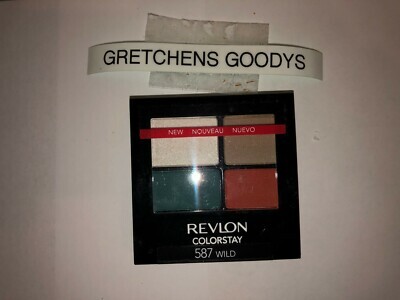 GRETCHENS GOODYS
NEW NOUVEAU NUEVO
REVLON
COLORSTAY
587 WILD